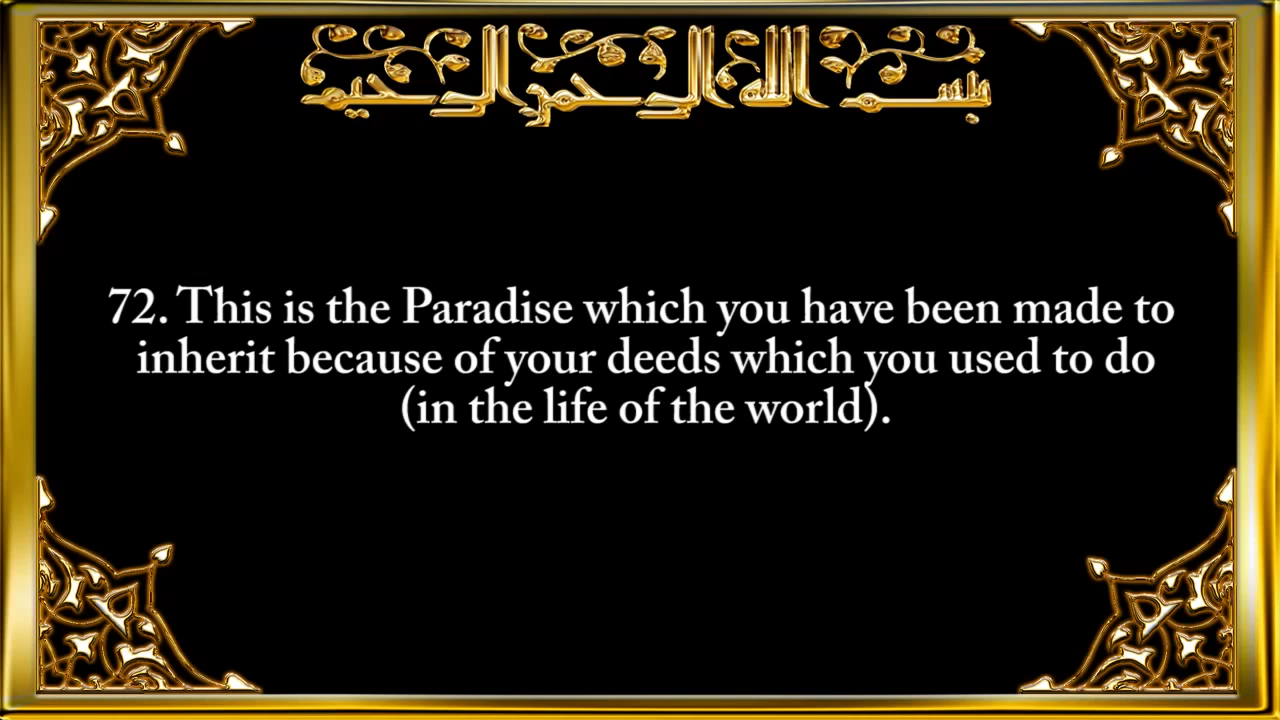 بسم الله الرحمن الرحيم
72. This is the Paradise which you have been made to
inherit because of your deeds which you used to do
(in the life of the world).